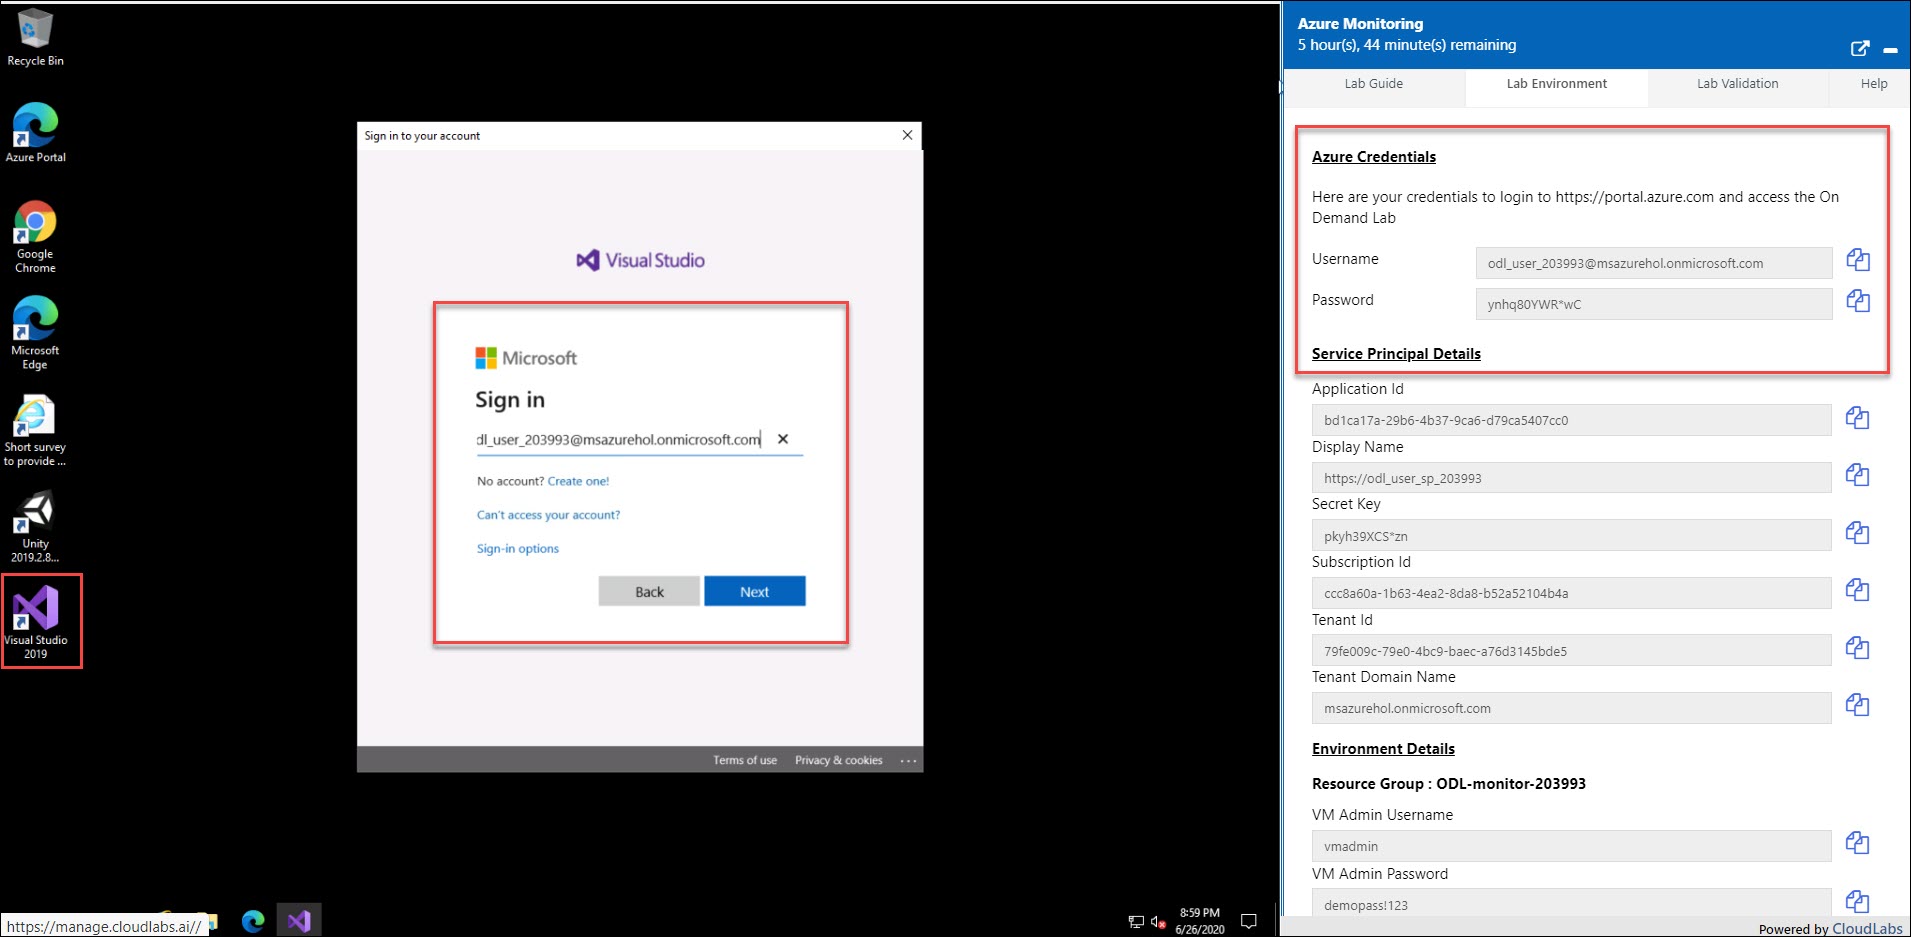 Recycle Bin
Azure Portal
Google
Chrome
Microsoft
Edge
Short survey
to provide ...
Unity
2019.2.8...
Visual Studio
2019
Sign in to your account
Visual Studio
Microsoft
Sign in
dl_user_203993@msazurehol.onmicrosoft.com
No account? Create one!
Can't access your account?
Sign-in options
Back
Next
Terms of use
Privacy & cookies
...
https://manage.cloudlabs.ai//
8:59 PM
6/26/2020
Azure Monitoring
5 hour(s), 44 minute(s) remaining
Lab Guide
Lab Environment
Lab Validation
Help
Azure Credentials
Here are your credentials to login to https://portal.azure.com and access the On
Demand Lab
Username
odl_user_203993@msazurehol.onmicrosoft.com
Password
ynhq80YWR*wC
Service Principal Details
Application Id
bd1ca17a-29b6-4b37-9ca6-d79ca5407cc0
Display Name
https://odl_user_sp_203993
Secret Key
pkyh39XCS*zn
Subscription Id
ccc8a60a-1b63-4ea2-8da8-b52a52104b4a
Tenant Id
79fe009c-79e0-4bc9-baec-a76d3145bde5
Tenant Domain Name
msazurehol.onmicrosoft.com
Environment Details
Resource Group : ODL-monitor-203993
VM Admin Username
vmadmin
VM Admin Password
demopass!123
Powered by CloudLabs